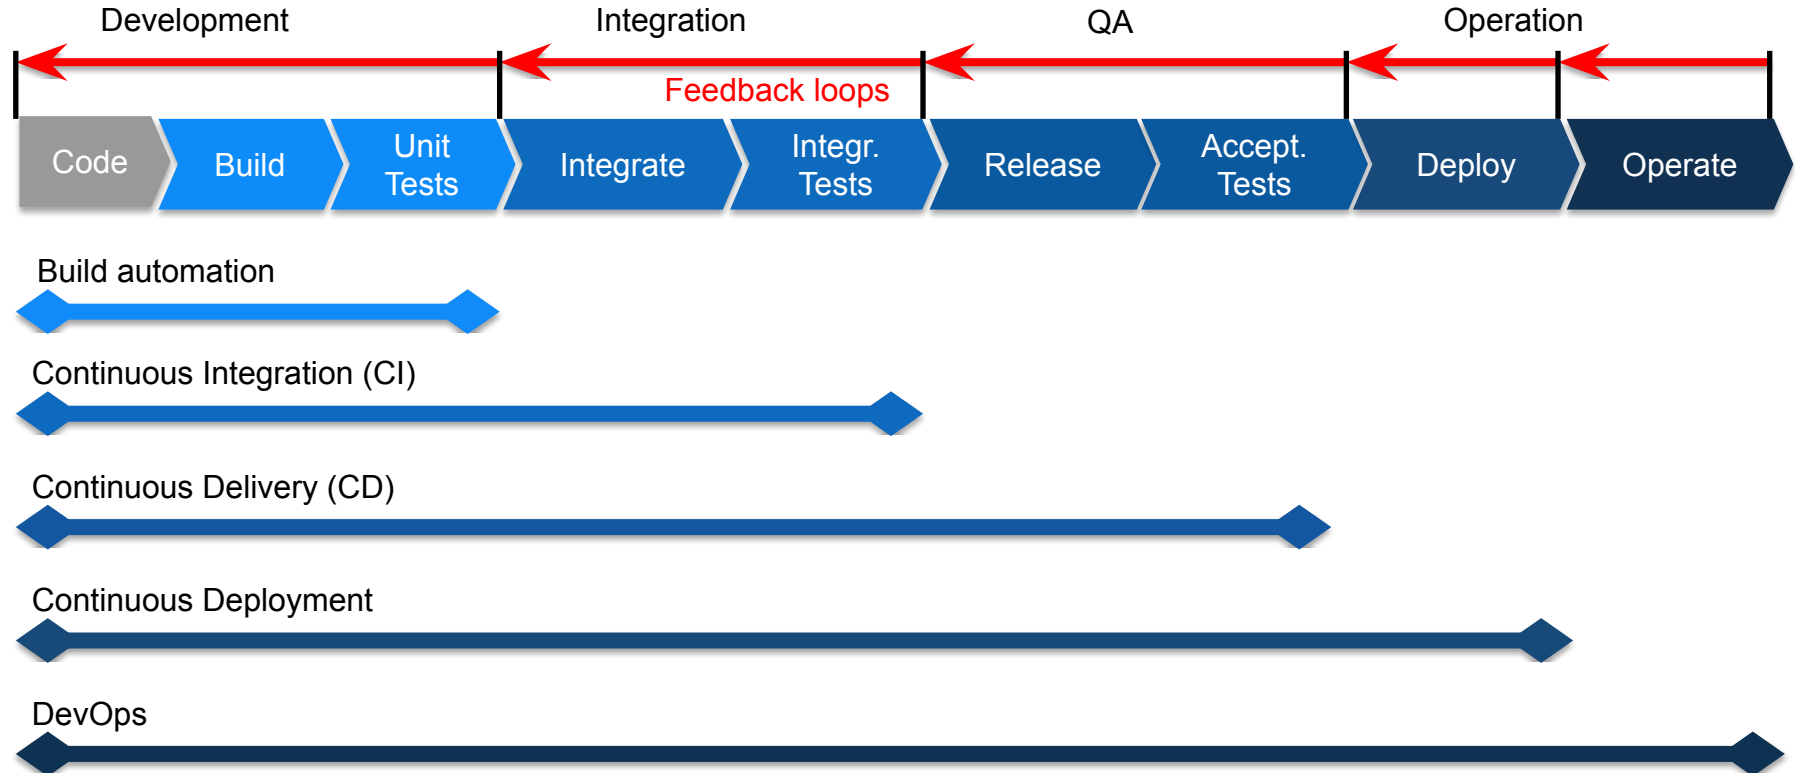 Development
Integration
QA
Operation
Feedback loops
Code
Build
Unit
Tests
Integrate
Integr.
Tests
Release
Accept.
Tests
Deploy
Operate
Build automation
Continuous Integration (CI)
Continuous Delivery (CD)
Continuous Deployment
DevOps